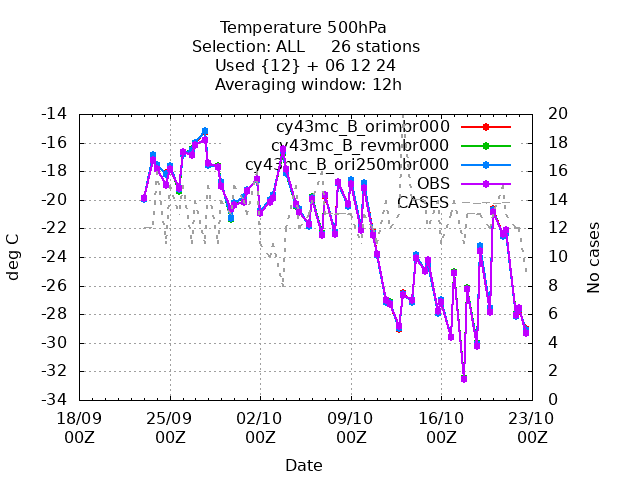 Temperature 500hPa
Selection: ALL     26 stations
Used {12} + 06 12 24
Averaging window: 12h
-14
-16
-18
-20
-22
-24
-26
-28
-30
-32
-34
deg C
20
18
16
14
12
10
8
6
4
2
0
No cases
cy43mc_B_orimbr000
cy43mc_B_revmbr000
cy43mc_B_ori250mbr000
OBS
CASES
18/09 25/09 02/10 09/10 16/10 23/10
00Z 00Z 00Z 00Z 00Z 00Z
Date